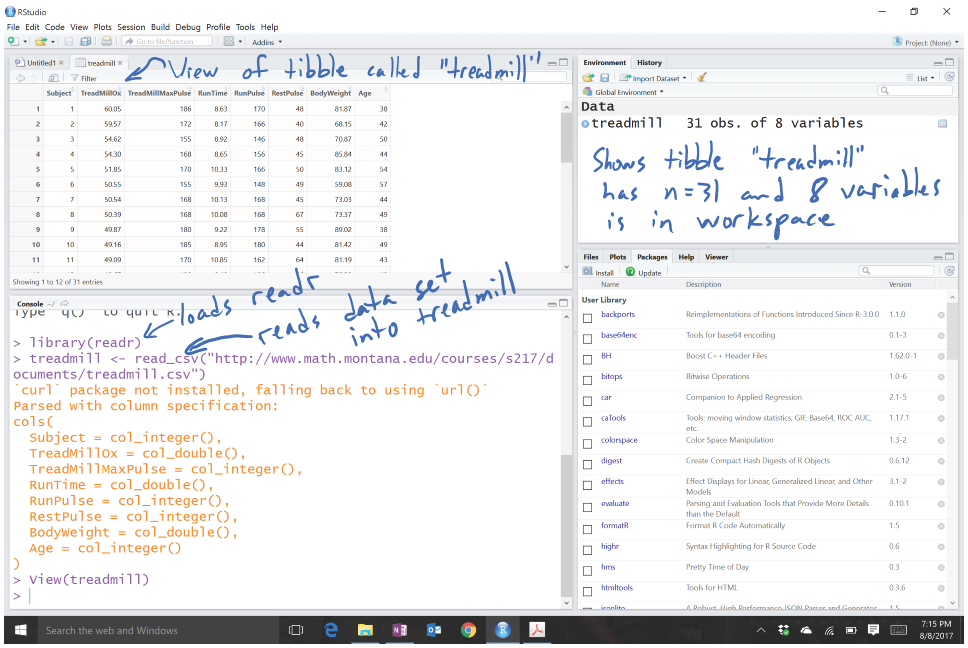 RStudio
File Edit Code View Plots Session Build Debug Profile Tools Help
Go to file/function Addins Project: (None)
Untitled1 treadmill
View of tibble called "treadmill"
Filter
Subject TreadMillOx TreadMillMaxPulse RunTime RunPulse RestPulse BodyWeight Age
1 1 60.05 186 8.63 170 48 81.87 38
2 2 59.57 172 8.17 166 40 68.15 42
3 3 54.62 155 8.92 146 48 70.87 50
4 4 54.30 168 8.65 156 45 85.84 44
5 5 51.85 170 10.33 166 50 83.12 54
6 6 50.55 155 9.93 148 49 59.08 57
7 7 50.54 168 10.13 168 45 73.03 44
8 8 50.39 168 10.08 168 67 73.37 49
9 9 49.87 180 9.22 178 55 89.02 38
10 10 49.16 185 8.95 180 44 81.42 49
11 11 49.09 170 10.85 162 64 81.19 43
Showing 1 to 12 of 31 entries
Console ~/
Type 'q()' to quit R.
loads readr
reads data set
into treadmill
> library(readr)
> treadmill <- read_csv("http://www.math.montana.edu/courses/s217/d
ocuments/treadmill.csv")
`curl` package not installed, falling back to using `url()`
Parsed with column specification:
cols(
Subject = col_integer(),
TreadMillOx = col_double(),
TreadMillMaxPulse = col_integer(),
RunTime = col_double(),
RunPulse = col_integer(),
RestPulse = col_integer(),
BodyWeight = col_double(),
Age = col_integer()
)
> View(treadmill)
>
Environment History
Import Dataset List
Global Environment
Data
treadmill 31 obs. of 8 variables
Shows tibble "treadmill"
has n=31 and 8 variables
is in workspace
Files Plots Packages Help Viewer
Install Update
Name Description Version
User Library
backports Reimplementations of Functions Introduced Since R-3.0.0 1.1.0
base64enc Tools for base64 encoding 0.1-3
BH Boost C++ Header Files 1.62.0-1
bitops Bitwise Operations 1.0-6
car Companion to Applied Regression 2.1-5
caTools Tools: moving window statistics, GIF, Base64, ROC AUC, 1.17.1
etc.
colorspace Color Space Manipulation 1.3-2
digest Create Compact Hash Digests of R Objects 0.6.12
effects Effect Displays for Linear, Generalized Linear, and Other 3.1-2
Models
evaluate Parsing and Evaluation Tools that Provide More Details 0.10.1
than the Default
formatR Format R Code Automatically 1.5
highr Syntax Highlighting for R Source Code 0.6
hms Pretty Time of Day 0.3
htmltools Tools for HTML 0.3.6
jsonlite A Robust, High Performance JSON Parser and Generator 1.5
Search the web and Windows
7:15 PM
8/8/2017